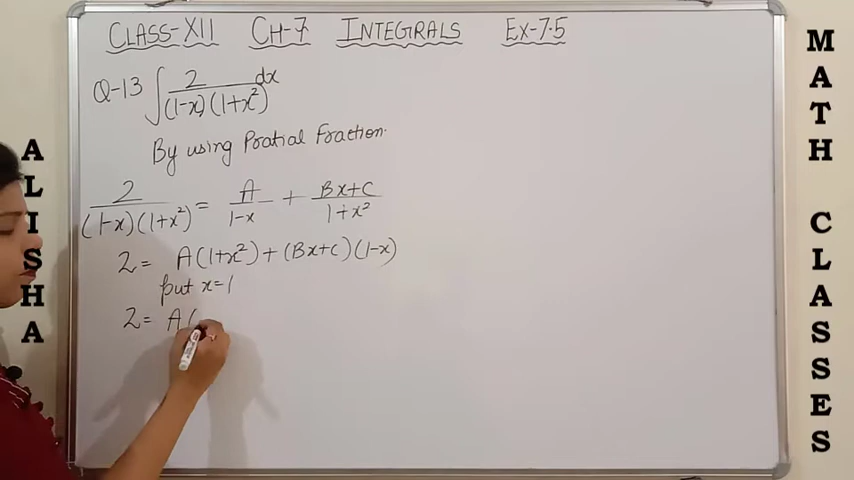 CLASS-XII CH-7 INTEGRALS EX-7.5
Q-13 ∫ 2/((1-x)(1+x²)) dx
By using Pratial Fraction.
2/((1-x)(1+x²)) = A/(1-x) + (Bx+C)/(1+x²)
2 = A(1+x²) + (Bx+C)(1-x)
put x=1
2 = A(
ALISHA
MATH CLASSES